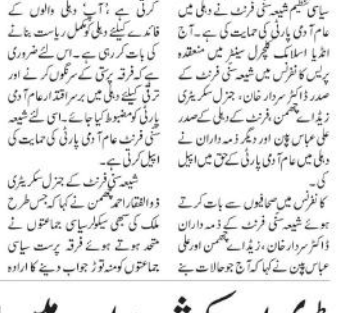 سیاسی تنظیم شیعہ سنی فرنٹ نے دہلی میں
عام آدمی پارٹی کی حمایت کی ہے۔ آج
انڈیا اسلامک کلچرل سینٹر میں منعقدہ
پریس کانفرنس میں شیعہ سنی فرنٹ کے
صدر ڈاکٹر سردار خان، جنرل سکریٹری
زیڈ اے چھمن، فرنٹ کے دہلی کے صدر
علی عباس پین اور دیگر ذمہ داران نے
دہلی میں عام آدمی پارٹی کے حق میں اپیل
کی۔
کانفرنس میں صحافیوں سے بات کرتے
ہوئے شیعہ سنی فرنٹ کے ذمہ داران
ڈاکٹر سردار خان، زیڈ اے چھمن اور علی
عباس پین نے کہا کہ آج جو حالات بنے
کرتی ہے 'آپ' دہلی والوں کے
فائدے کیلئے دہلی کو مکمل ریاست بنانے
کی بات کر رہی ہے۔ اس لئے ضروری
ہے کہ فرقہ پرستی کے سرنگوں کرنے اور
ترقی کیلئے دہلی میں برسر اقتدار عام آدمی
پارٹی کو مضبوط کیا جائے۔ اسی لئے شیعہ
سنی فرنٹ عام آدمی پارٹی کی حمایت کی
اپیل کرتی ہے۔
شیعہ سنی فرنٹ کے جنرل سکریٹری
ذوالفقار احمد چھمن نے کہا کہ جس طرح
ملک کی سبھی سیکولر سیاسی جماعتوں نے
متحد ہوتے ہوئے فرقہ پرست سیاسی
جماعتوں کو منہ توڑ جواب دینے کا ارادہ